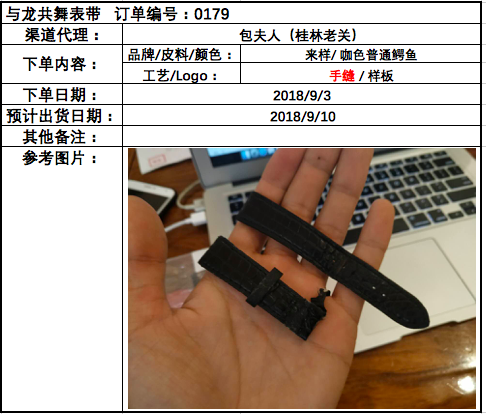 与龙共舞表带 订单编号：0179
渠道代理： 包夫人（桂林老关）
下单内容： 品牌/皮料/颜色： 来样/ 咖色普通鳄鱼
工艺/Logo： 手缝 / 样板
下单日期： 2018/9/3
预计出货日期： 2018/9/10
其他备注：
参考图片：